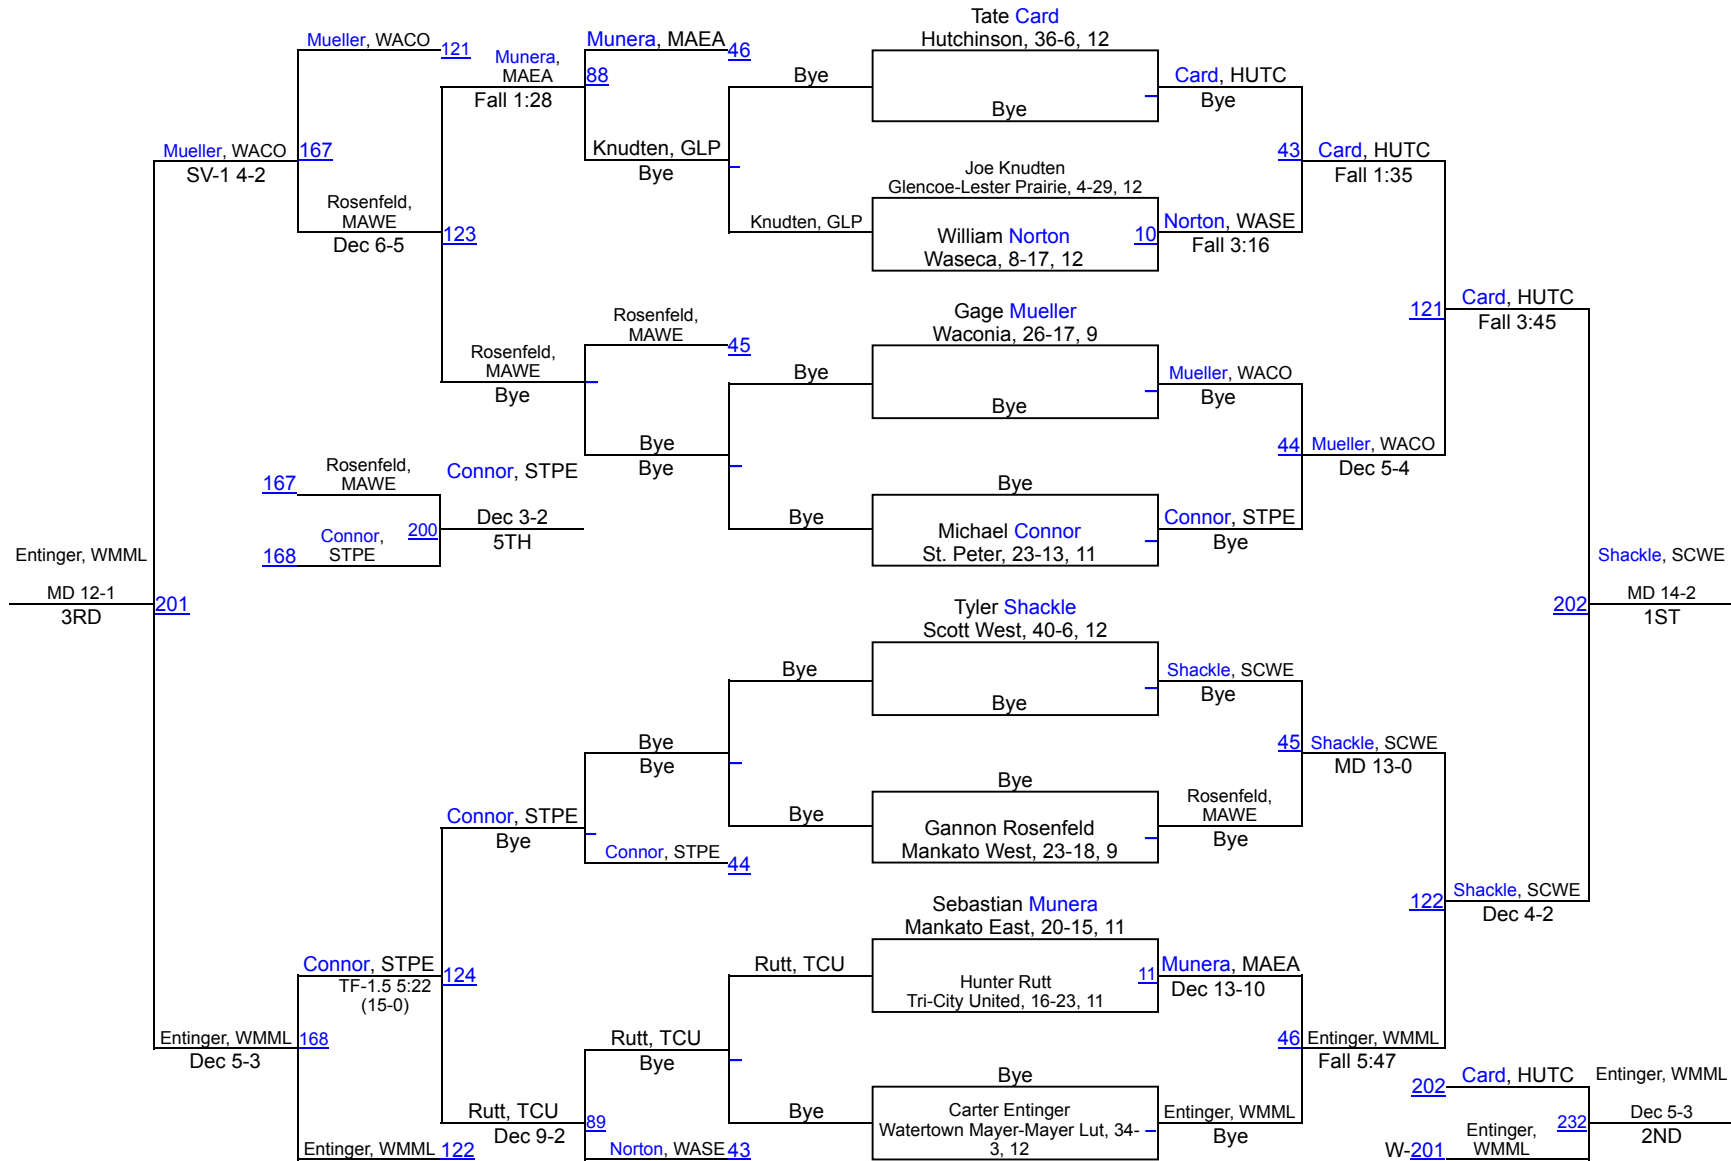 Tate Card
Hutchinson, 36-6, 12
Mueller, WACO
121
Munera, MAEA
46
Munera,
MAEA
88
Fall 1:28
Bye
Card, HUTC
Bye
Bye
Knudten, GLP
Bye
Mueller, WACO
167
SV-1 4-2
43
Card, HUTC
Fall 1:35
Joe Knudten
Glencoe-Lester Prairie, 4-29, 12
Rosenfeld,
MAWE
123
Dec 6-5
Knudten, GLP
William Norton
10
Waseca, 8-17, 12
Norton, WASE
Fall 3:16
Gage Mueller
Waconia, 26-17, 9
121
Card, HUTC
Fall 3:45
Rosenfeld,
MAWE
45
Rosenfeld,
MAWE
Bye
Bye
Bye
Mueller, WACO
Bye
Bye
Bye
44
Mueller, WACO
Dec 5-4
167
Rosenfeld,
MAWE
Connor, STPE
Bye
Bye
Michael Connor
St. Peter, 23-13, 11
Connor, STPE
Bye
Dec 3-2
5TH
200
168
Connor,
STPE
Entinger, WMML
MD 12-1
3RD
201
Shackle, SCWE
202
MD 14-2
1ST
Tyler Shackle
Scott West, 40-6, 12
Bye
Bye
Shackle, SCWE
Bye
Bye
Bye
45
Shackle, SCWE
MD 13-0
Bye
Bye
Gannon Rosenfeld
Mankato West, 23-18, 9
Rosenfeld,
MAWE
Bye
Connor, STPE
Bye
Connor, STPE
44
Sebastian Munera
Mankato East, 20-15, 11
122
Shackle, SCWE
Dec 4-2
Connor, STPE
124
TF-1.5 5:22
(15-0)
Rutt, TCU
Hunter Rutt
11
Tri-City United, 16-23, 11
Munera, MAEA
Dec 13-10
Entinger, WMML
168
Dec 5-3
Rutt, TCU
Bye
46
Entinger, WMML
Fall 5:47
Bye
Bye
Carter Entinger
Watertown Mayer-Mayer Lut, 34-
3, 12
Entinger, WMML
Bye
Rutt, TCU
89
Dec 9-2
Entinger, WMML
122
Norton, WASE
43
202
Card, HUTC
Entinger, WMML
232
Dec 5-3
2ND
W-201
Entinger,
WMML